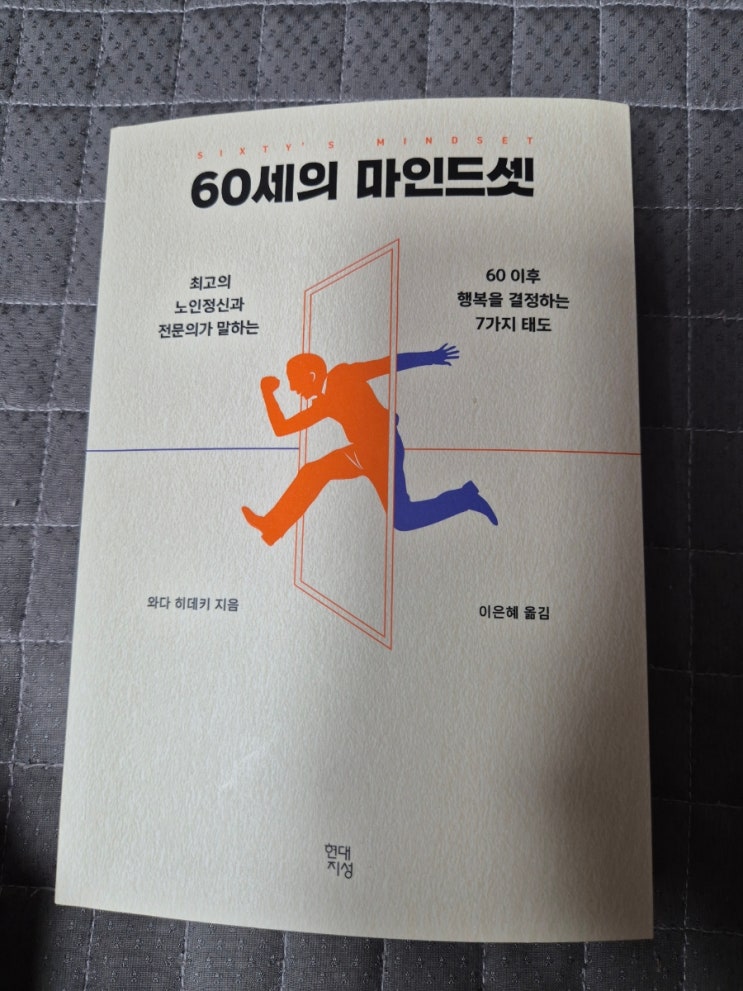 SIXTY'S MINDSET
60세의 마인드셋
최고의
노인정신과
전문의가 말하는
60 이후
행복을 결정하는
7가지 태도
와다 히데키 지음
이은혜 옮김
현대
지성